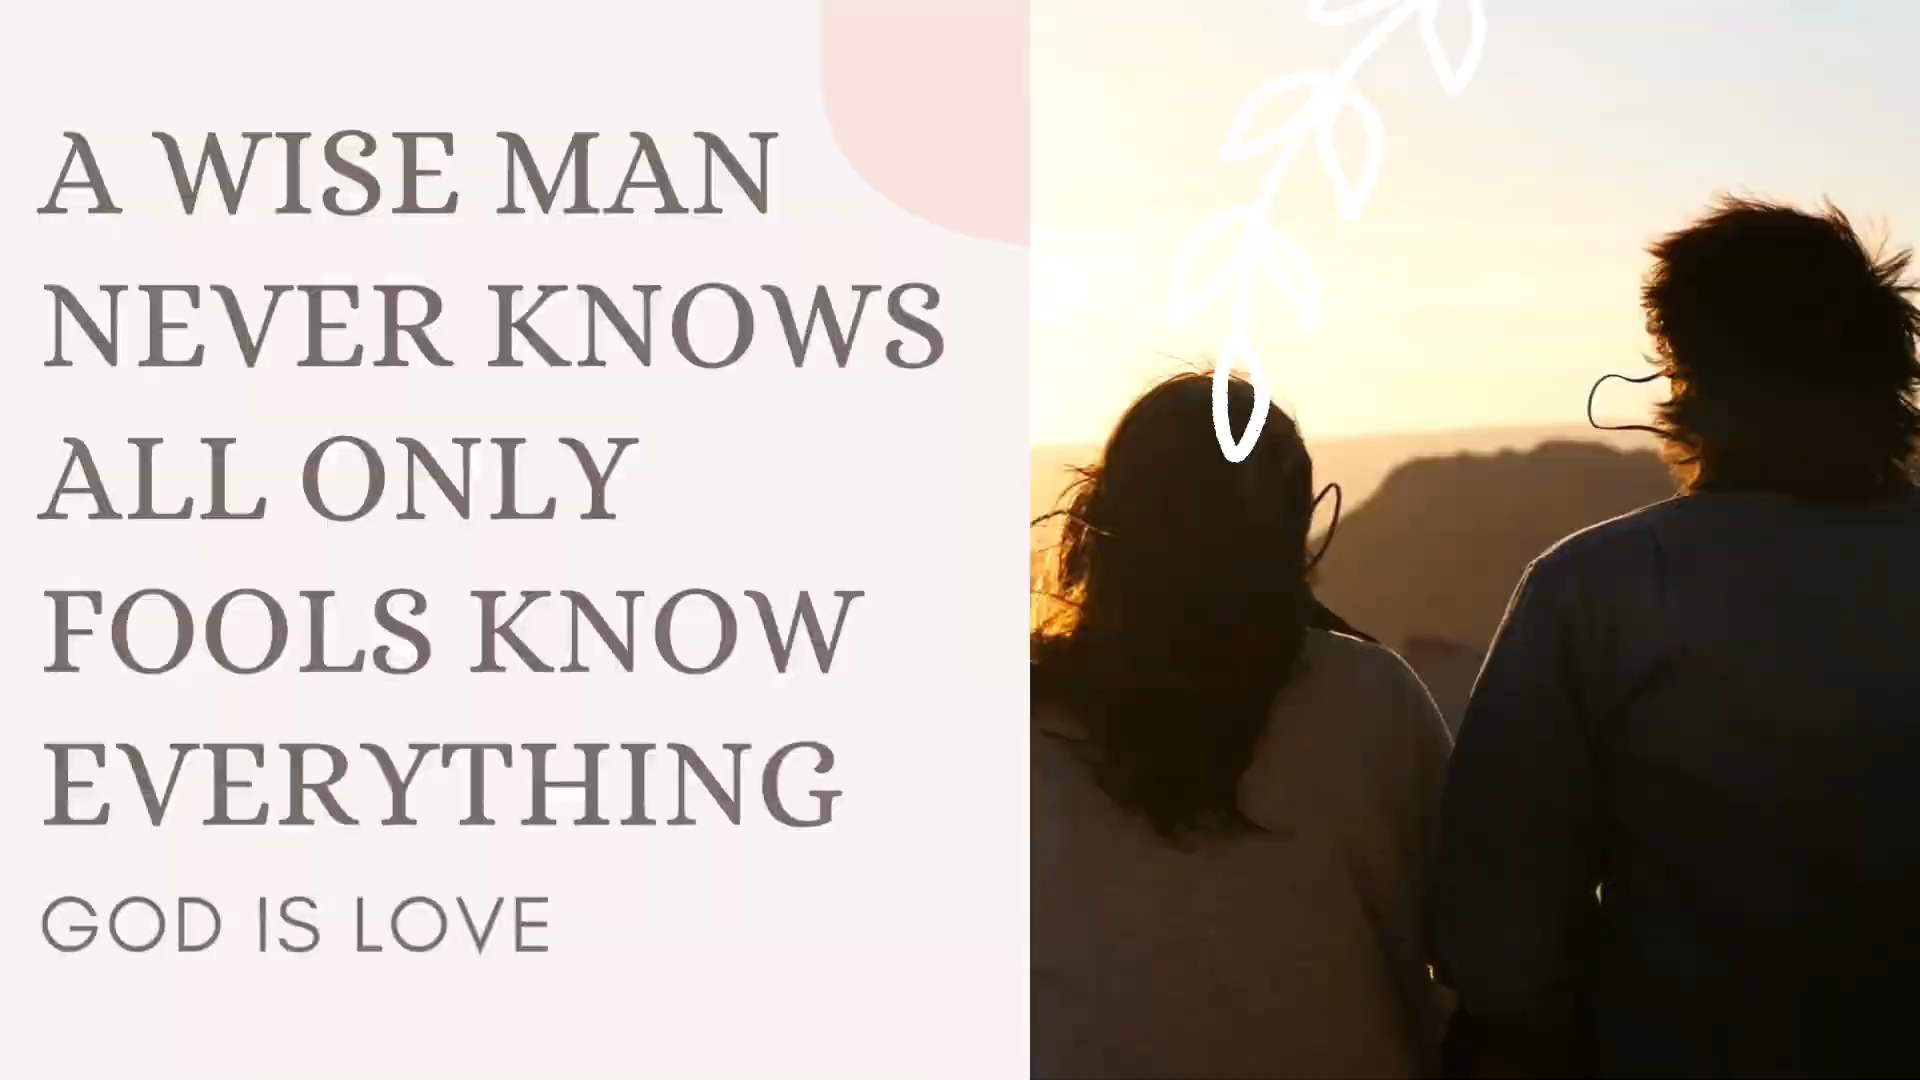 A WISE MAN
NEVER KNOWS
ALL ONLY
FOOLS KNOW
EVERYTHING
GOD IS LOVE